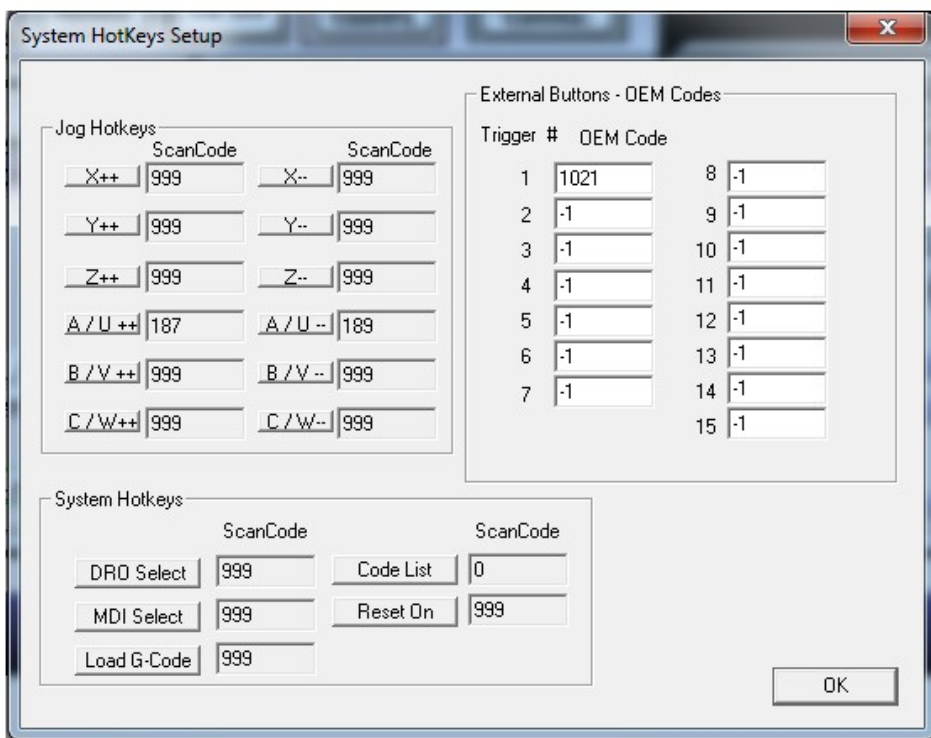 System HotKeys Setup
Jog Hotkeys
ScanCode ScanCode
X++ 999 X-- 999
Y++ 999 Y-- 999
Z++ 999 Z-- 999
A / U ++ 187 A / U -- 189
B / V ++ 999 B / V -- 999
C / W++ 999 C / W-- 999
External Buttons - OEM Codes
Trigger # OEM Code
1 1021 8 -1
2 -1 9 -1
3 -1 10 -1
4 -1 11 -1
5 -1 12 -1
6 -1 13 -1
7 -1 14 -1
15 -1
System Hotkeys
ScanCode ScanCode
DRO Select 999 Code List 0
MDI Select 999 Reset On 999
Load G-Code 999
OK